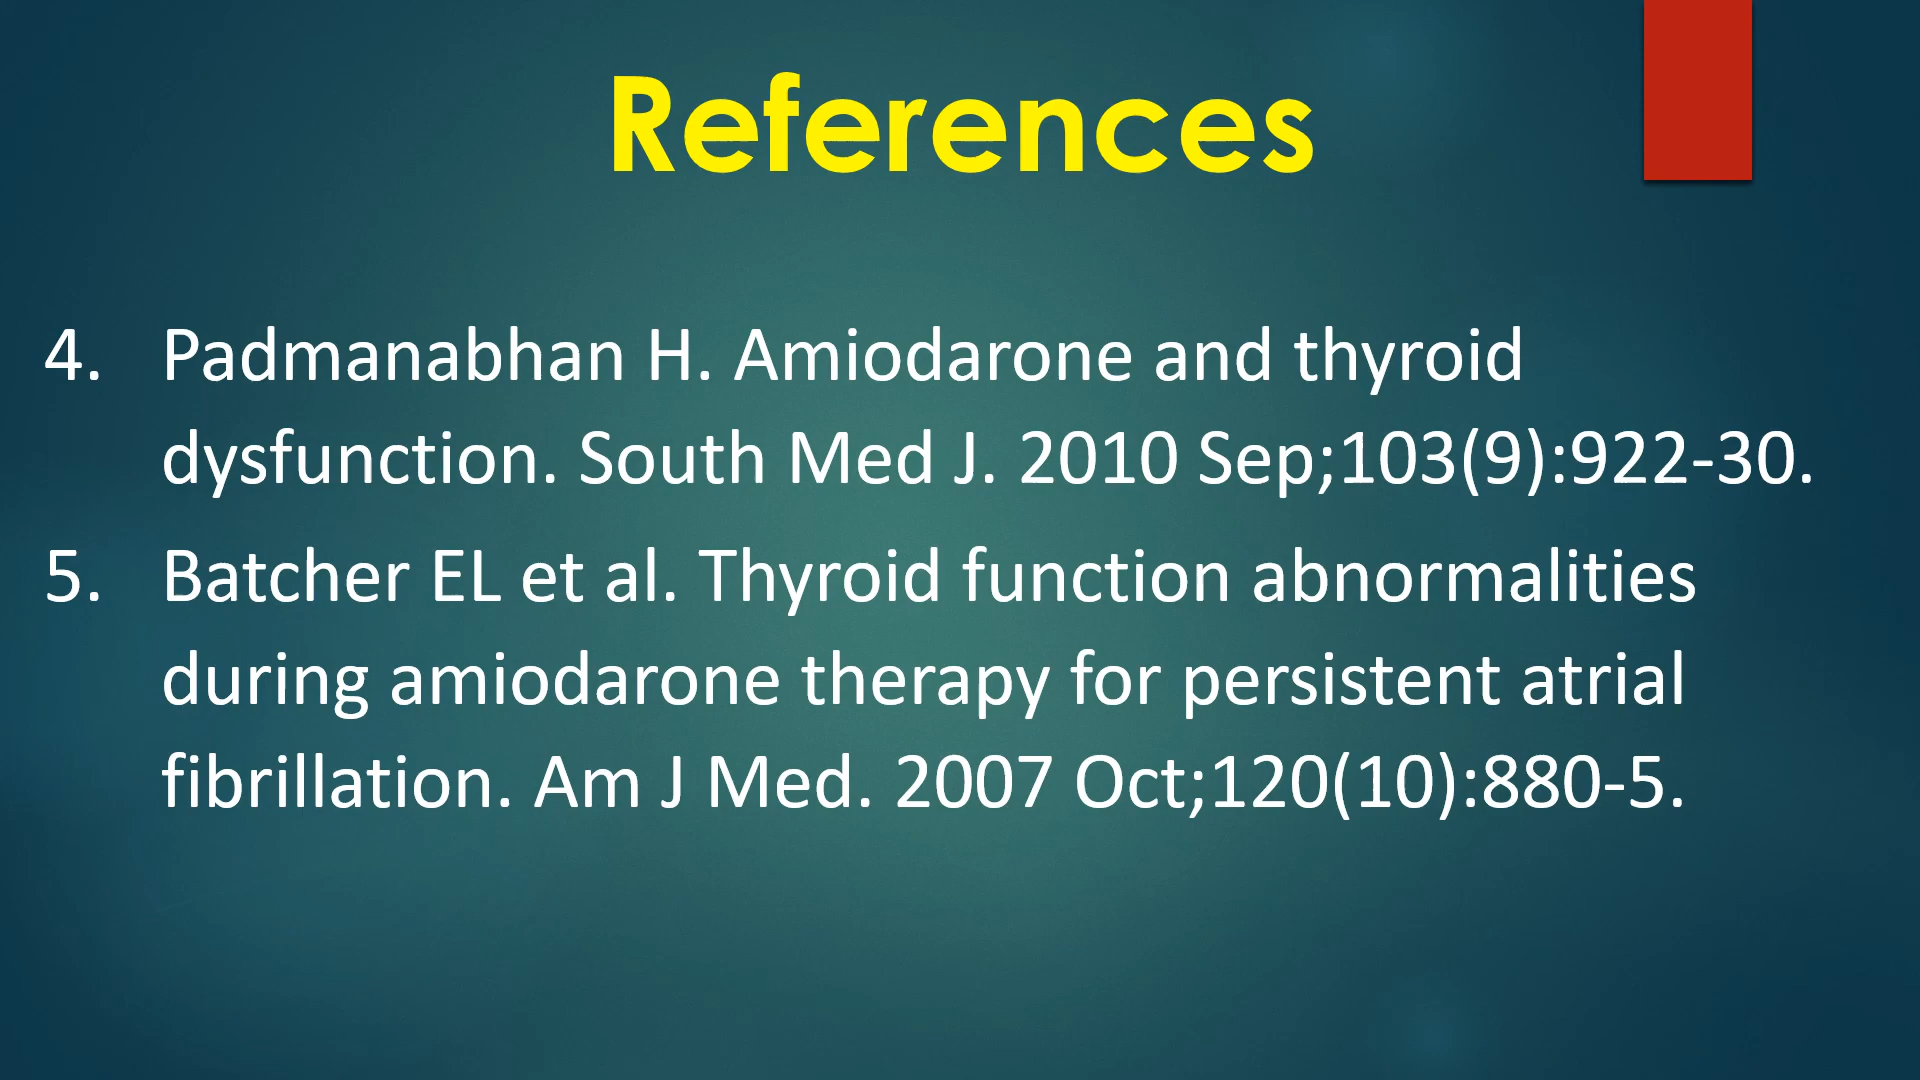 References
4. Padmanabhan H. Amiodarone and thyroid
dysfunction. South Med J. 2010 Sep;103(9):922-30.
5. Batcher EL et al. Thyroid function abnormalities
during amiodarone therapy for persistent atrial
fibrillation. Am J Med. 2007 Oct;120(10):880-5.